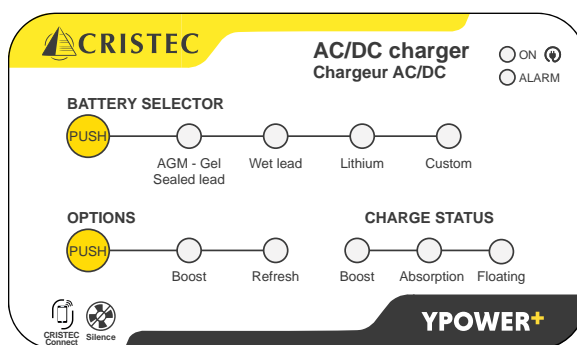 CRISTEC
AC/DC charger
Chargeur AC/DC
ON
ALARM
BATTERY SELECTOR
PUSH
AGM - Gel
Sealed lead
Wet lead
Lithium
Custom
OPTIONS
PUSH
Boost
Refresh
CHARGE STATUS
Boost
Absorption
Floating
CRISTEC
Connect
Silence
YPOWER+